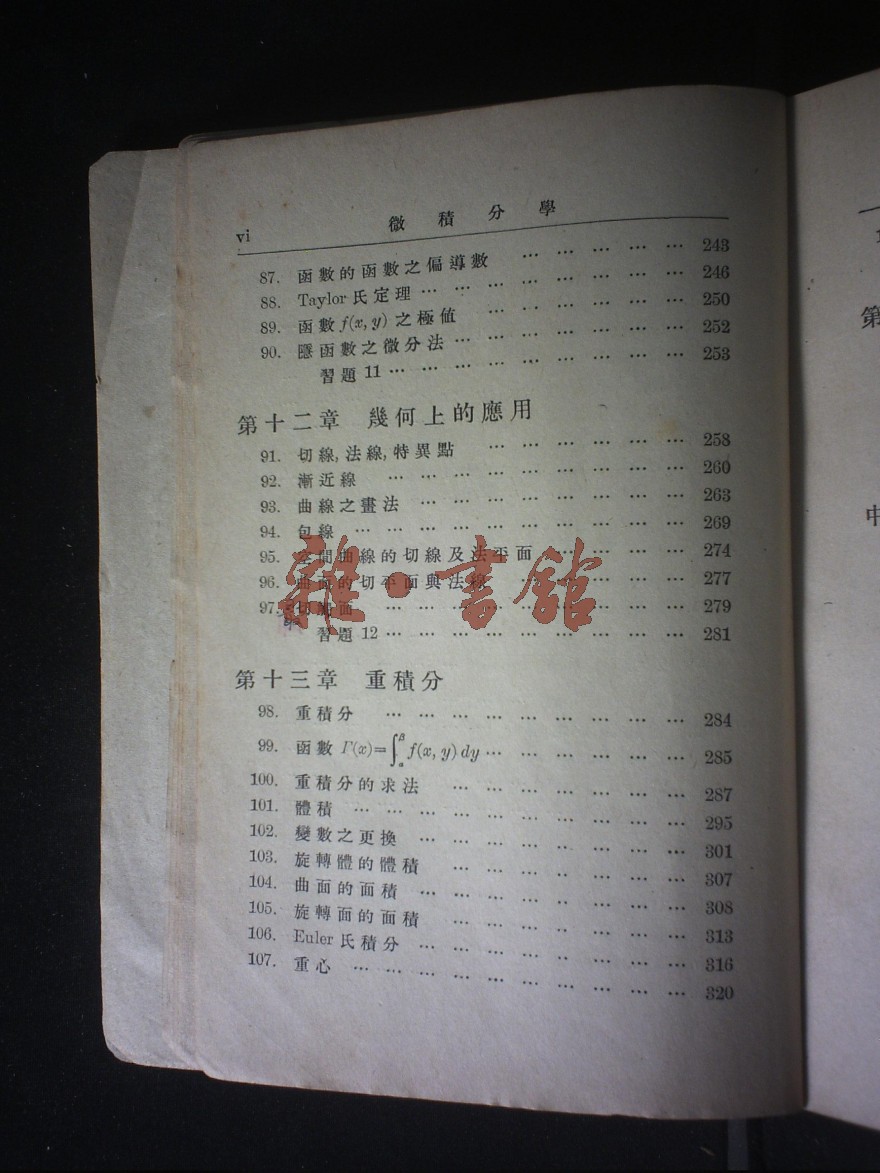 vi 微積分學
87. 函數的函數之偏導數 … … … … … 243
88. Taylor 氏定理 … … … … … … … … 246
89. 函數 f(x, y) 之極值 … … … … … … 250
90. 隱函數之微分法 … … … … … … … 252
習題 11 … … … … … … … … … 253
第十二章 幾何上的應用
91. 切線, 法線, 特異點 … … … … … … 258
92. 漸近線 … … … … … … … … … 260
93. 曲線之畫法 … … … … … … … … 263
94. 包線 … … … … … … … … … … 269
95. 空間曲線的切線及法平面 … … … … 274
96. 曲面的切平面與法線 … … … … … 277
97. 切 面 … … … … … … … … … 279
習題 12 … … … … … … … … … 281
第十三章 重積分
98. 重積分 … … … … … … … … … 284
99. 函數 F(x)=∫_α^β f(x, y) dy … … … … … … 285
100. 重積分的求法 … … … … … … … 287
101. 體積 … … … … … … … … … … 295
102. 變數之更換 … … … … … … … … 301
103. 旋轉體的體積 … … … … … … … 307
104. 曲面的面積 … … … … … … … … 308
105. 旋轉面的面積 … … … … … … … 313
106. Euler 氏積分 … … … … … … … … 316
107. 重心 … … … … … … … … … … 320
雜·書館
第
中